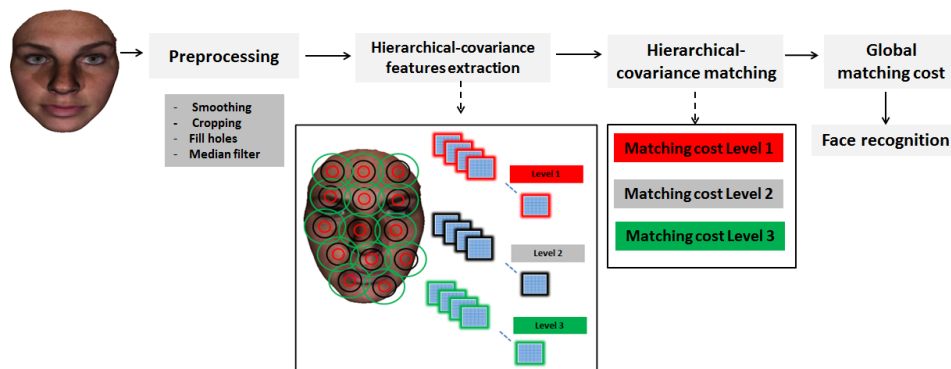 Preprocessing
- Smoothing
- Cropping
- Fill holes
- Median filter
Hierarchical-covariance
features extraction
Level 1
Level 2
Level 3
Hierarchical-
covariance matching
Matching cost Level 1
Matching cost Level 2
Matching cost Level 3
Global
matching cost
Face recognition